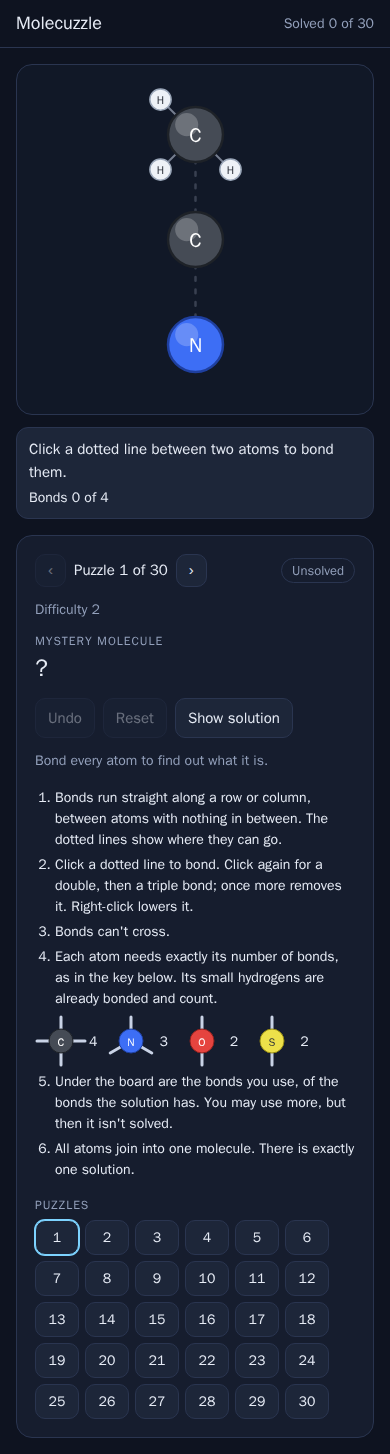 Molecuzzle
Solved 0 of 30
H
C
H
H
C
N
Click a dotted line between two atoms to bond
them.
Bonds 0 of 4
‹
Puzzle 1 of 30
›
Unsolved
Difficulty 2
MYSTERY MOLECULE
?
Undo
Reset
Show solution
Bond every atom to find out what it is.
1. Bonds run straight along a row or column,
between atoms with nothing in between. The
dotted lines show where they can go.
2. Click a dotted line to bond. Click again for a
double, then a triple bond; once more removes
it. Right-click lowers it.
3. Bonds can't cross.
4. Each atom needs exactly its number of bonds,
as in the key below. Its small hydrogens are
already bonded and count.
C 4 N 3 O 2 S 2
5. Under the board are the bonds you use, of the
bonds the solution has. You may use more, but
then it isn't solved.
6. All atoms join into one molecule. There is exactly
one solution.
PUZZLES
1 2 3 4 5 6
7 8 9 10 11 12
13 14 15 16 17 18
19 20 21 22 23 24
25 26 27 28 29 30